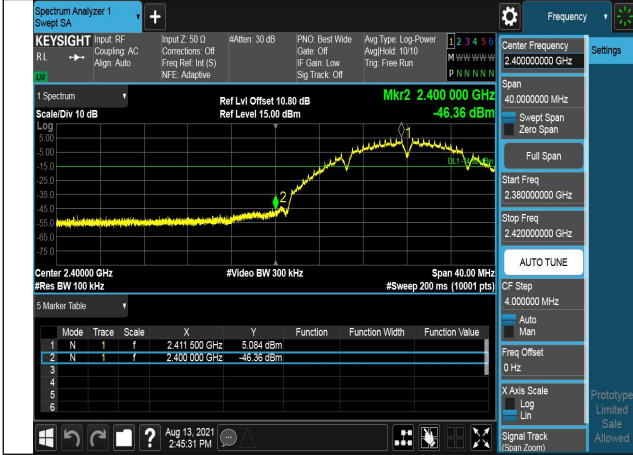 Spectrum Analyzer 1
Swept SA
Frequency
KEYSIGHT
RL
LXI
Input: RF
Coupling: AC
Align: Auto
Input Z: 50 Ω
Corrections: Off
Freq Ref: Int (S)
NFE: Adaptive
#Atten: 30 dB
PNO: Best Wide
Gate: Off
IF Gain: Low
Sig Track: Off
Avg Type: Log-Power
Avg|Hold: 10/10
Trig: Free Run
1 2 3 4 5 6
M W W W W W
P N N N N N
1 Spectrum
Scale/Div 10 dB
Ref Lvl Offset 10.80 dB
Ref Level 15.00 dBm
Mkr2 2.400 000 GHz
-46.36 dBm
Log
5.00
-5.00
-15.0
-25.0
-35.0
-45.0
-55.0
-65.0
-75.0
1
2
Center 2.40000 GHz
#Res BW 100 kHz
#Video BW 300 kHz
Span 40.00 MHz
#Sweep 200 ms (10001 pts)
5 Marker Table
Mode Trace Scale X Y Function Function Width Function Value
1 N 1 f 2.411 500 GHz 5.084 dBm
2 N 1 f 2.400 000 GHz -46.36 dBm
3
4
5
6
Aug 13, 2021
2:45:31 PM
Center Frequency
2.400000000 GHz
Span
40.0000000 MHz
Swept Span
Zero Span
Full Span
Start Freq
2.380000000 GHz
Stop Freq
2.420000000 GHz
AUTO TUNE
CF Step
4.000000 MHz
Auto
Man
Freq Offset
0 Hz
X Axis Scale
Log
Lin
Signal Track
(Span Zoom)
Settings
Prototype
Limited
Sale
Allowed